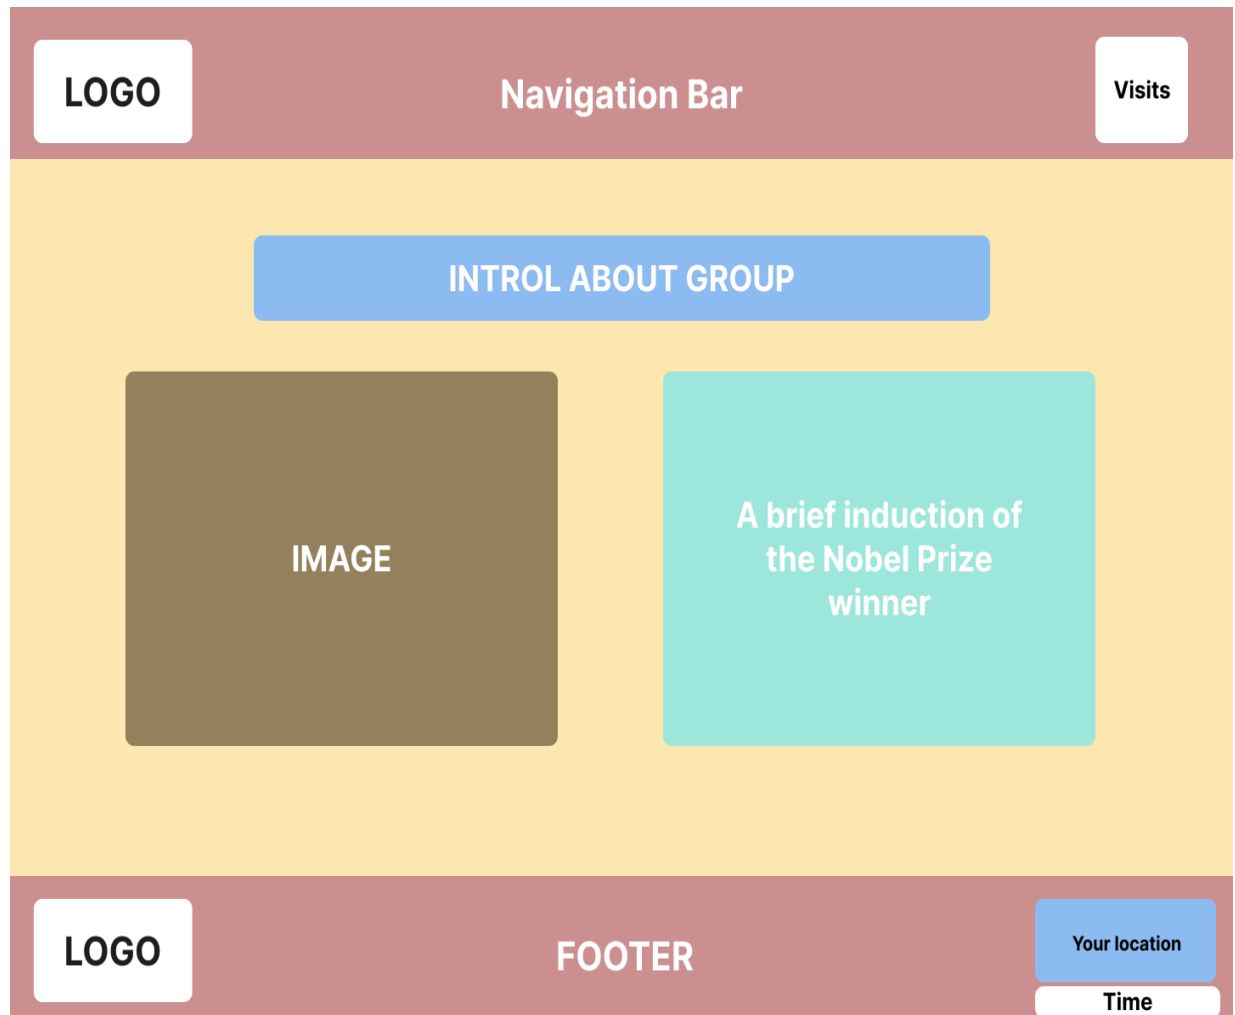 LOGO
Navigation Bar
Visits
INTROL ABOUT GROUP
IMAGE
A brief induction of
the Nobel Prize
winner
LOGO
FOOTER
Your location
Time